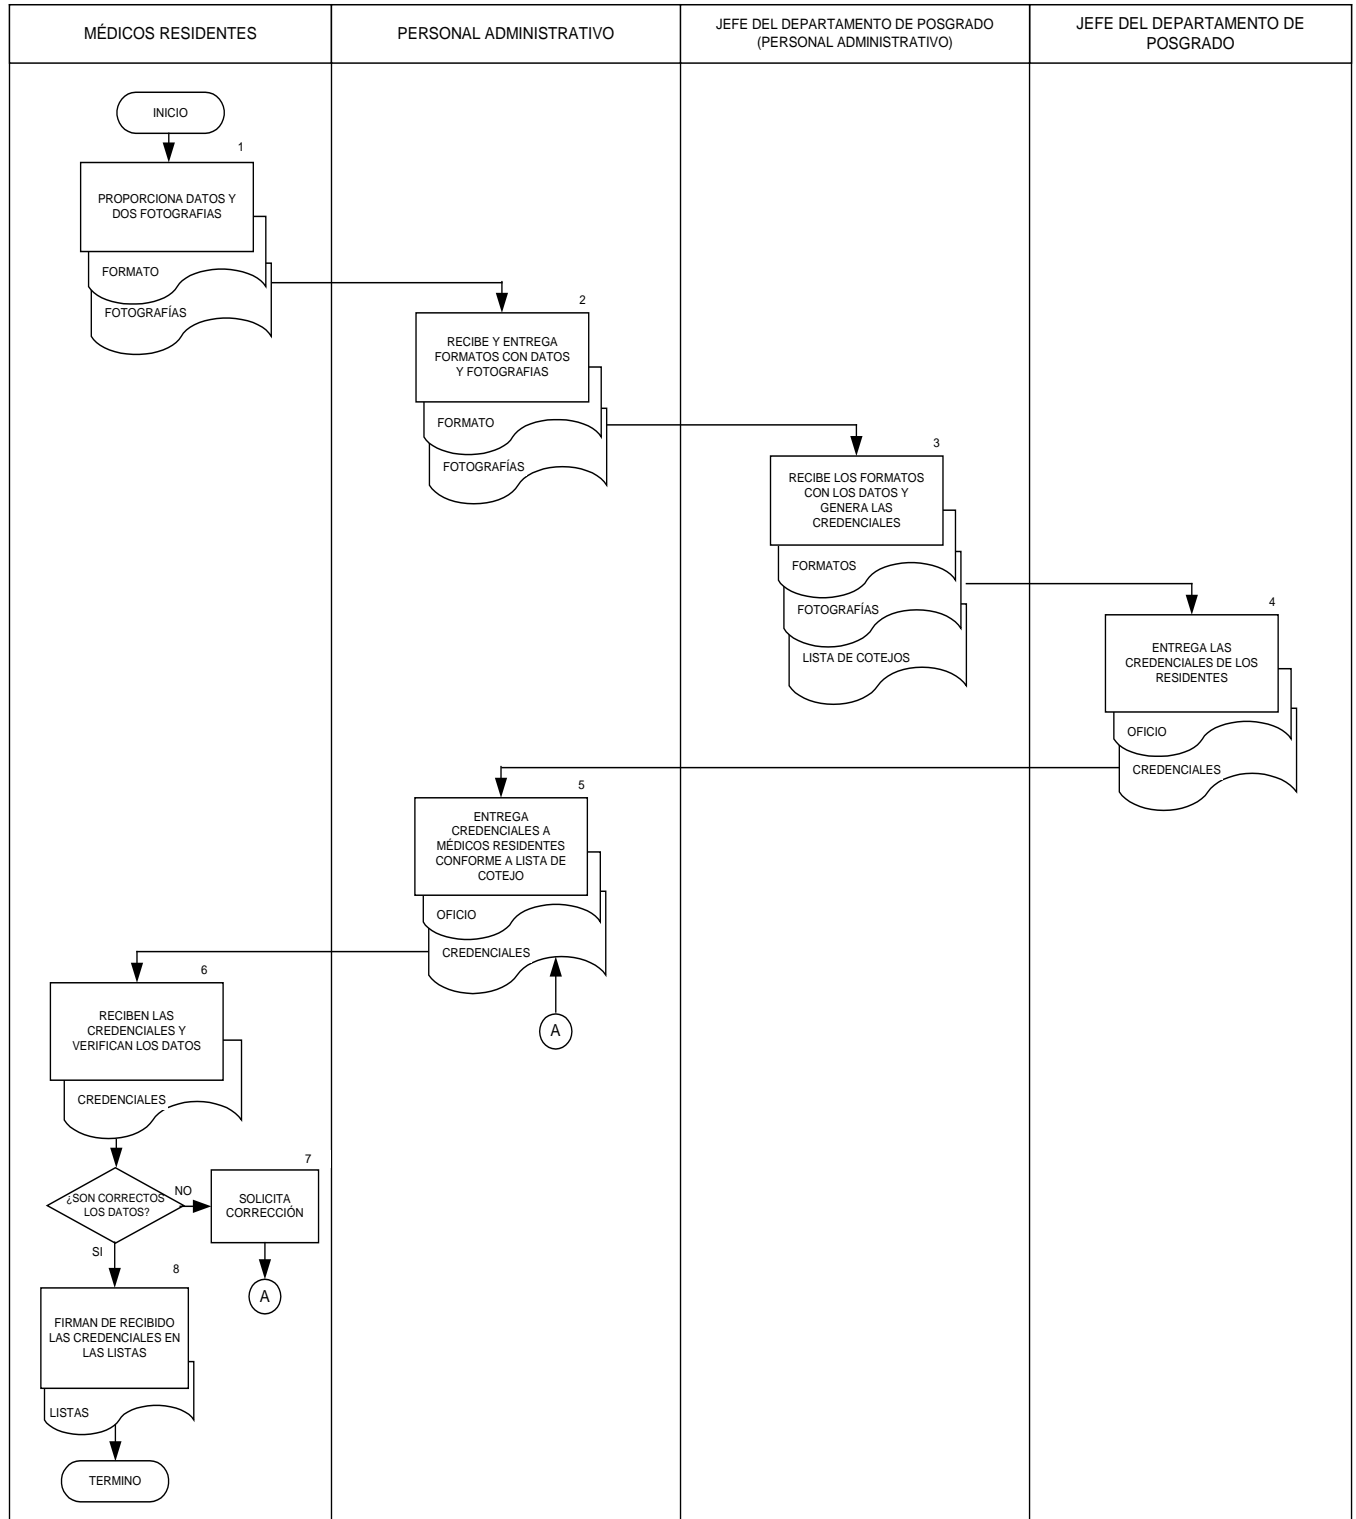 MÉDICOS RESIDENTES
PERSONAL ADMINISTRATIVO
JEFE DEL DEPARTAMENTO DE POSGRADO
(PERSONAL ADMINISTRATIVO)
JEFE DEL DEPARTAMENTO DE
POSGRADO
INICIO
1
PROPORCIONA DATOS Y
DOS FOTOGRAFIAS
FORMATO
FOTOGRAFÍAS
2
RECIBE Y ENTREGA
FORMATOS CON DATOS
Y FOTOGRAFIAS
FORMATO
FOTOGRAFÍAS
3
RECIBE LOS FORMATOS
CON LOS DATOS Y
GENERA LAS
CREDENCIALES
FORMATOS
FOTOGRAFÍAS
LISTA DE COTEJOS
4
ENTREGA LAS
CREDENCIALES DE LOS
RESIDENTES
OFICIO
CREDENCIALES
5
ENTREGA
CREDENCIALES A
MÉDICOS RESIDENTES
CONFORME A LISTA DE
COTEJO
OFICIO
CREDENCIALES
A
6
RECIBEN LAS
CREDENCIALES Y
VERIFICAN LOS DATOS
CREDENCIALES
¿SON CORRECTOS
LOS DATOS?
NO
SI
7
SOLICITA
CORRECCIÓN
A
8
FIRMAN DE RECIBIDO
LAS CREDENCIALES EN
LAS LISTAS
LISTAS
TERMINO